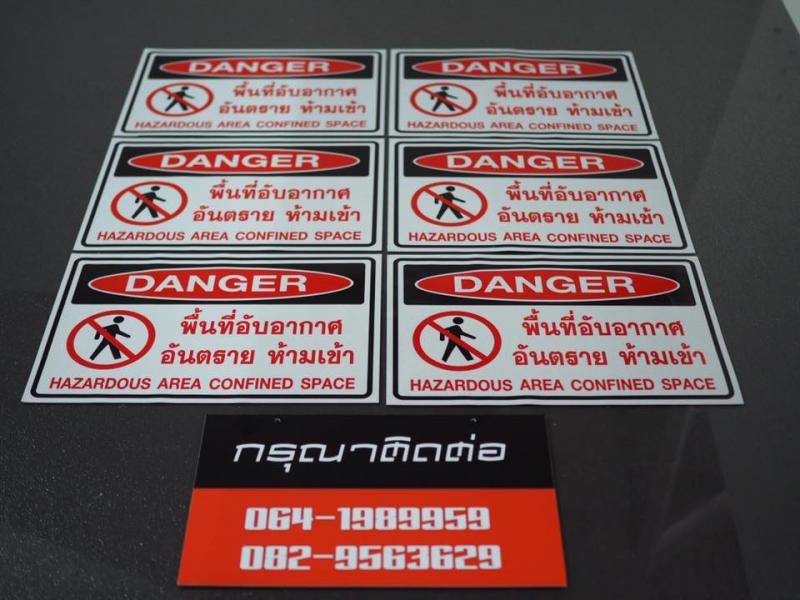 DANGER
พื้นที่อับอากาศ
อันตราย ห้ามเข้า
HAZARDOUS AREA CONFINED SPACE
DANGER
พื้นที่อับอากาศ
อันตราย ห้ามเข้า
HAZARDOUS AREA CONFINED SPACE
DANGER
พื้นที่อับอากาศ
อันตราย ห้ามเข้า
HAZARDOUS AREA CONFINED SPACE
DANGER
พื้นที่อับอากาศ
อันตราย ห้ามเข้า
HAZARDOUS AREA CONFINED SPACE
DANGER
พื้นที่อับอากาศ
อันตราย ห้ามเข้า
HAZARDOUS AREA CONFINED SPACE
DANGER
พื้นที่อับอากาศ
อันตราย ห้ามเข้า
HAZARDOUS AREA CONFINED SPACE
กรุณาติดต่อ
064-1989959
082-9563629